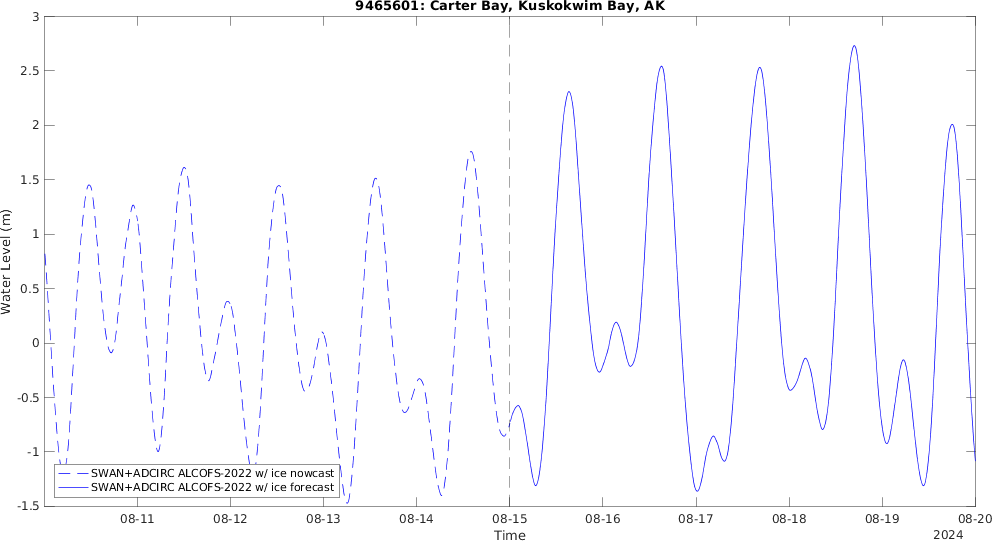 9465601: Carter Bay, Kuskokwim Bay, AK
3
2.5
2
1.5
1
0.5
0
-0.5
-1
-1.5
Water Level (m)
SWAN+ADCIRC ALCOFS-2022 w/ ice nowcast
SWAN+ADCIRC ALCOFS-2022 w/ ice forecast
08-11 08-12 08-13 08-14 08-15 08-16 08-17 08-18 08-19 08-20
Time
2024